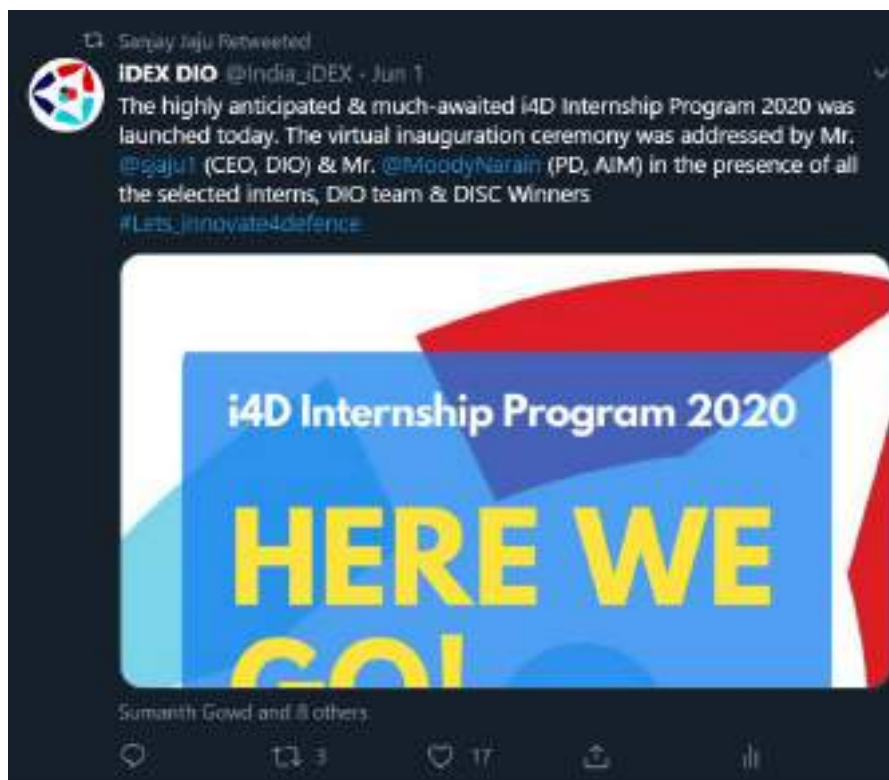 Sanjay Jaju Retweeted
iDEX DIO @India_iDEX · Jun 1
The highly anticipated & much-awaited i4D Internship Program 2020 was
launched today. The virtual inauguration ceremony was addressed by Mr.
@sjaju1 (CEO, DIO) & Mr. @MoodyNarain (PD, AIM) in the presence of all
the selected interns, DIO team & DISC Winners
#Lets_innovate4defence
i4D Internship Program 2020
HERE WE
GO!
Sumanth Gowd and 8 others
3 17